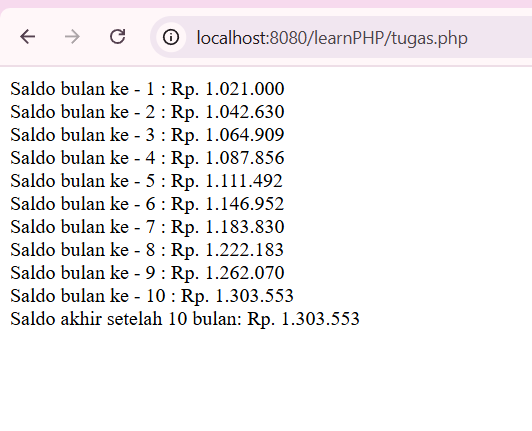 localhost:8080/learnPHP/tugas.php
Saldo bulan ke - 1 : Rp. 1.021.000
Saldo bulan ke - 2 : Rp. 1.042.630
Saldo bulan ke - 3 : Rp. 1.064.909
Saldo bulan ke - 4 : Rp. 1.087.856
Saldo bulan ke - 5 : Rp. 1.111.492
Saldo bulan ke - 6 : Rp. 1.146.952
Saldo bulan ke - 7 : Rp. 1.183.830
Saldo bulan ke - 8 : Rp. 1.222.183
Saldo bulan ke - 9 : Rp. 1.262.070
Saldo bulan ke - 10 : Rp. 1.303.553
Saldo akhir setelah 10 bulan: Rp. 1.303.553